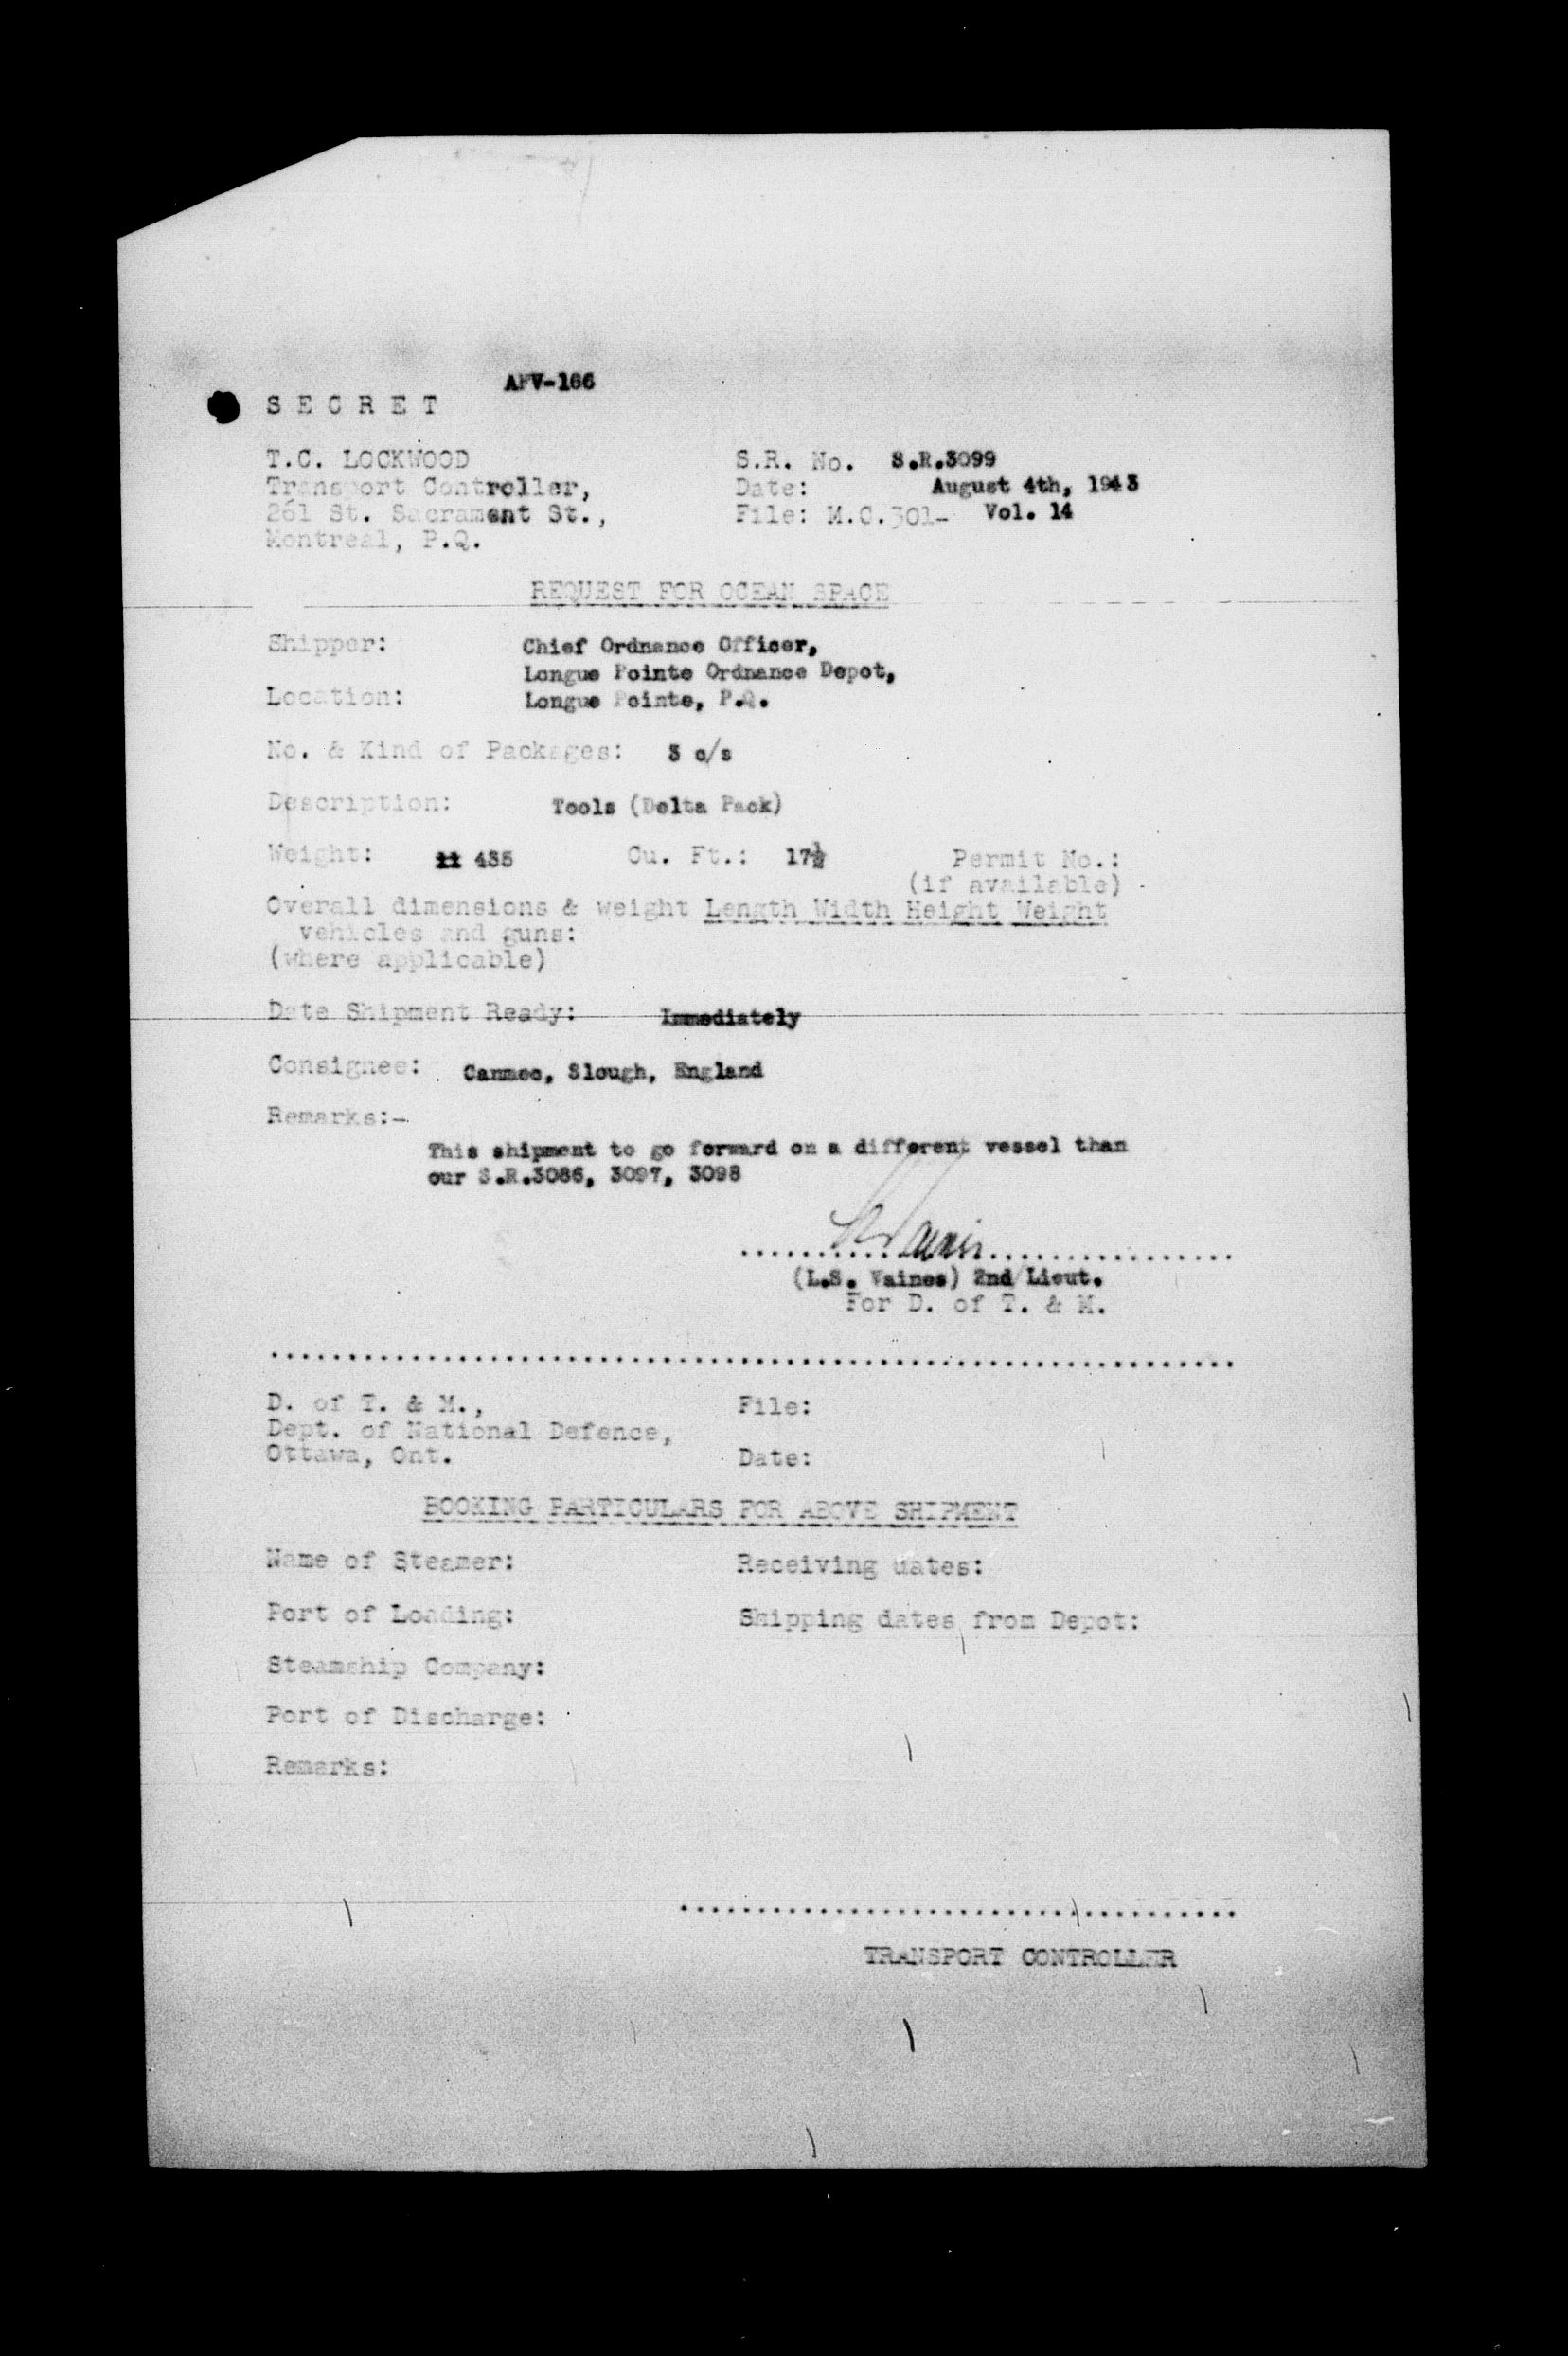 AFV-166
S E C R E T
T.C. LOCKWOOD
Transport Controller,
261 St. Sacrament St.,
Montreal, P.Q.
S.R. No. S.R.3099
Date: August 4th, 1943
File: M.C.301- Vol. 14
REQUEST FOR OCEAN SPACE
Shipper: Chief Ordnance Officer,
Longue Pointe Ordnance Depot,
Location: Longue Pointe, P.Q.
No. & Kind of Packages: 3 c/s
Description: Tools (Delta Pack)
Weight: 435 Cu. Ft.: 17½ Permit No.:
(if available)
Overall dimensions & weight Length Width Height Weight
vehicles and guns:
(where applicable)
Date Shipment Ready: Immediately
Consignee: Canmec, Slough, England
Remarks:-
This shipment to go forward on a different vessel than
our S.R.3086, 3097, 3098
(L.S. Vaines) 2nd/Lieut.
For D. of T. & M.
D. of T. & M.,
Dept. of National Defence,
Ottawa, Ont.
File:
Date:
BOOKING PARTICULARS FOR ABOVE SHIPMENT
Name of Steamer: Receiving dates:
Port of Loading: Shipping dates from Depot:
Steamship Company:
Port of Discharge:
Remarks:
TRANSPORT CONTROLLER